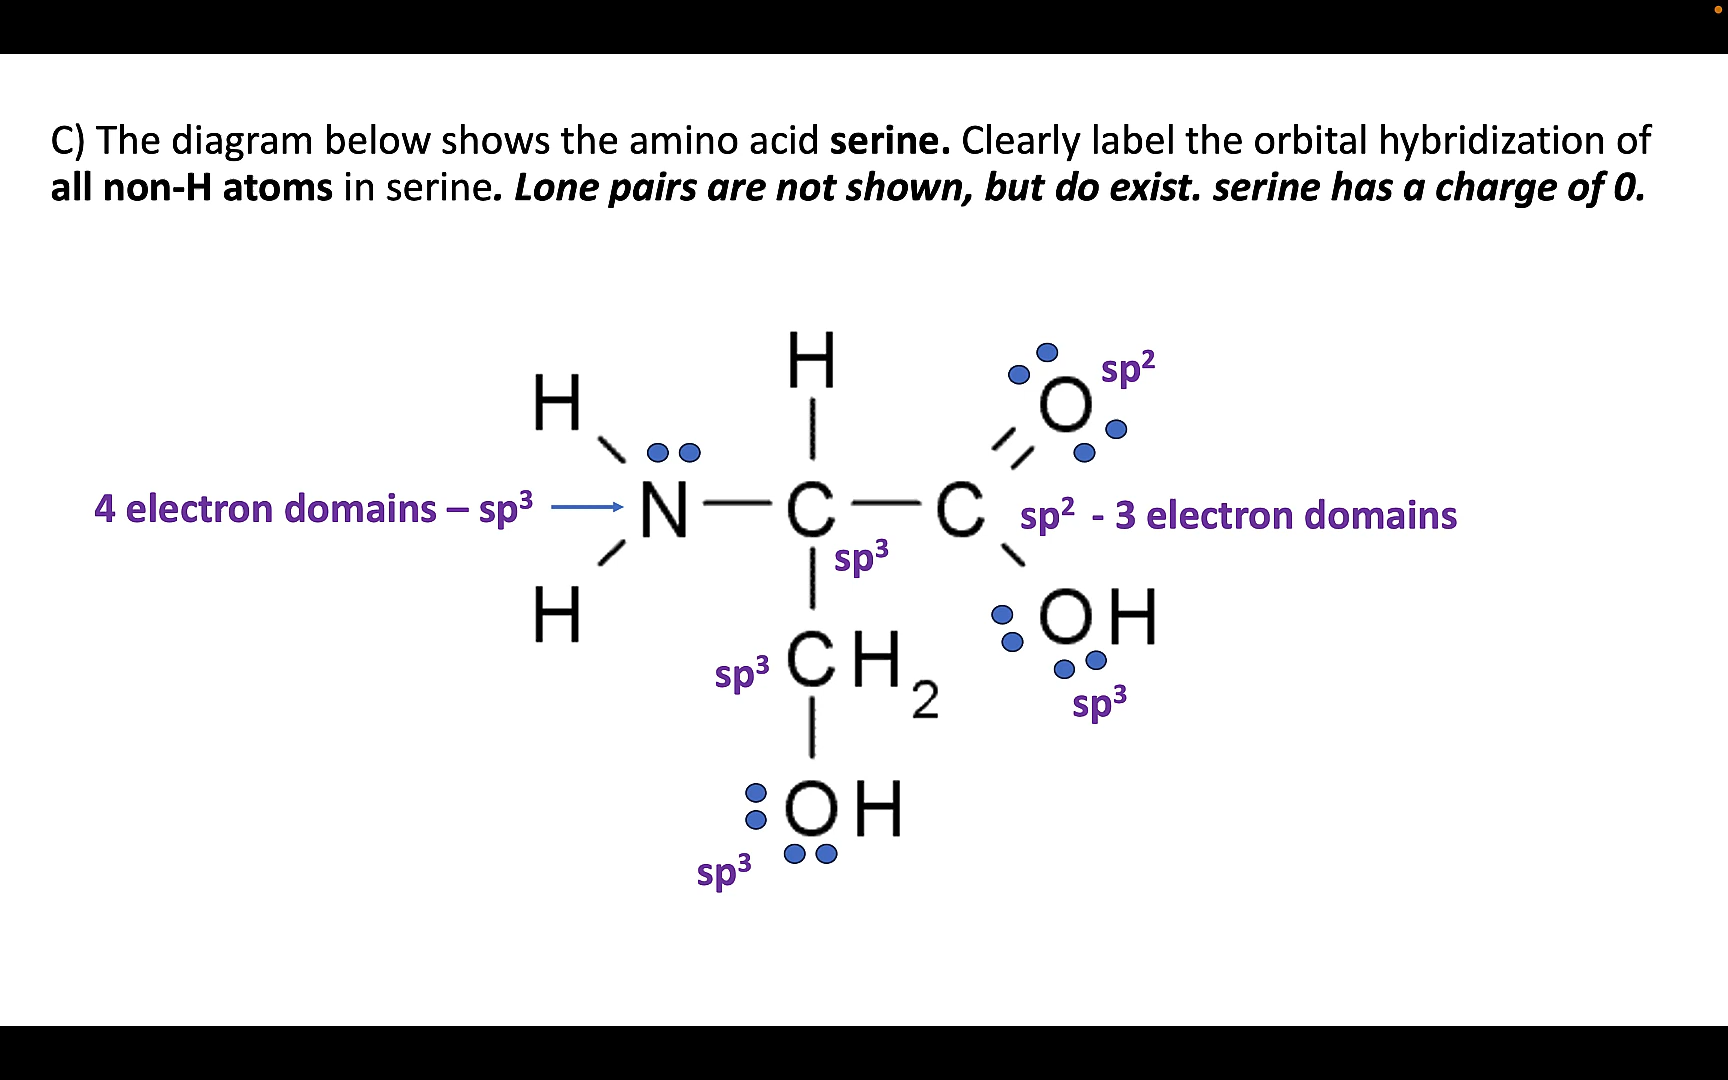 C) The diagram below shows the amino acid serine. Clearly label the orbital hybridization of
all non-H atoms in serine. Lone pairs are not shown, but do exist. serine has a charge of 0.
H
H
O sp²
4 electron domains – sp³ N C C sp² - 3 electron domains
sp³
H
OH
sp³ CH₂
sp³
OH
sp³